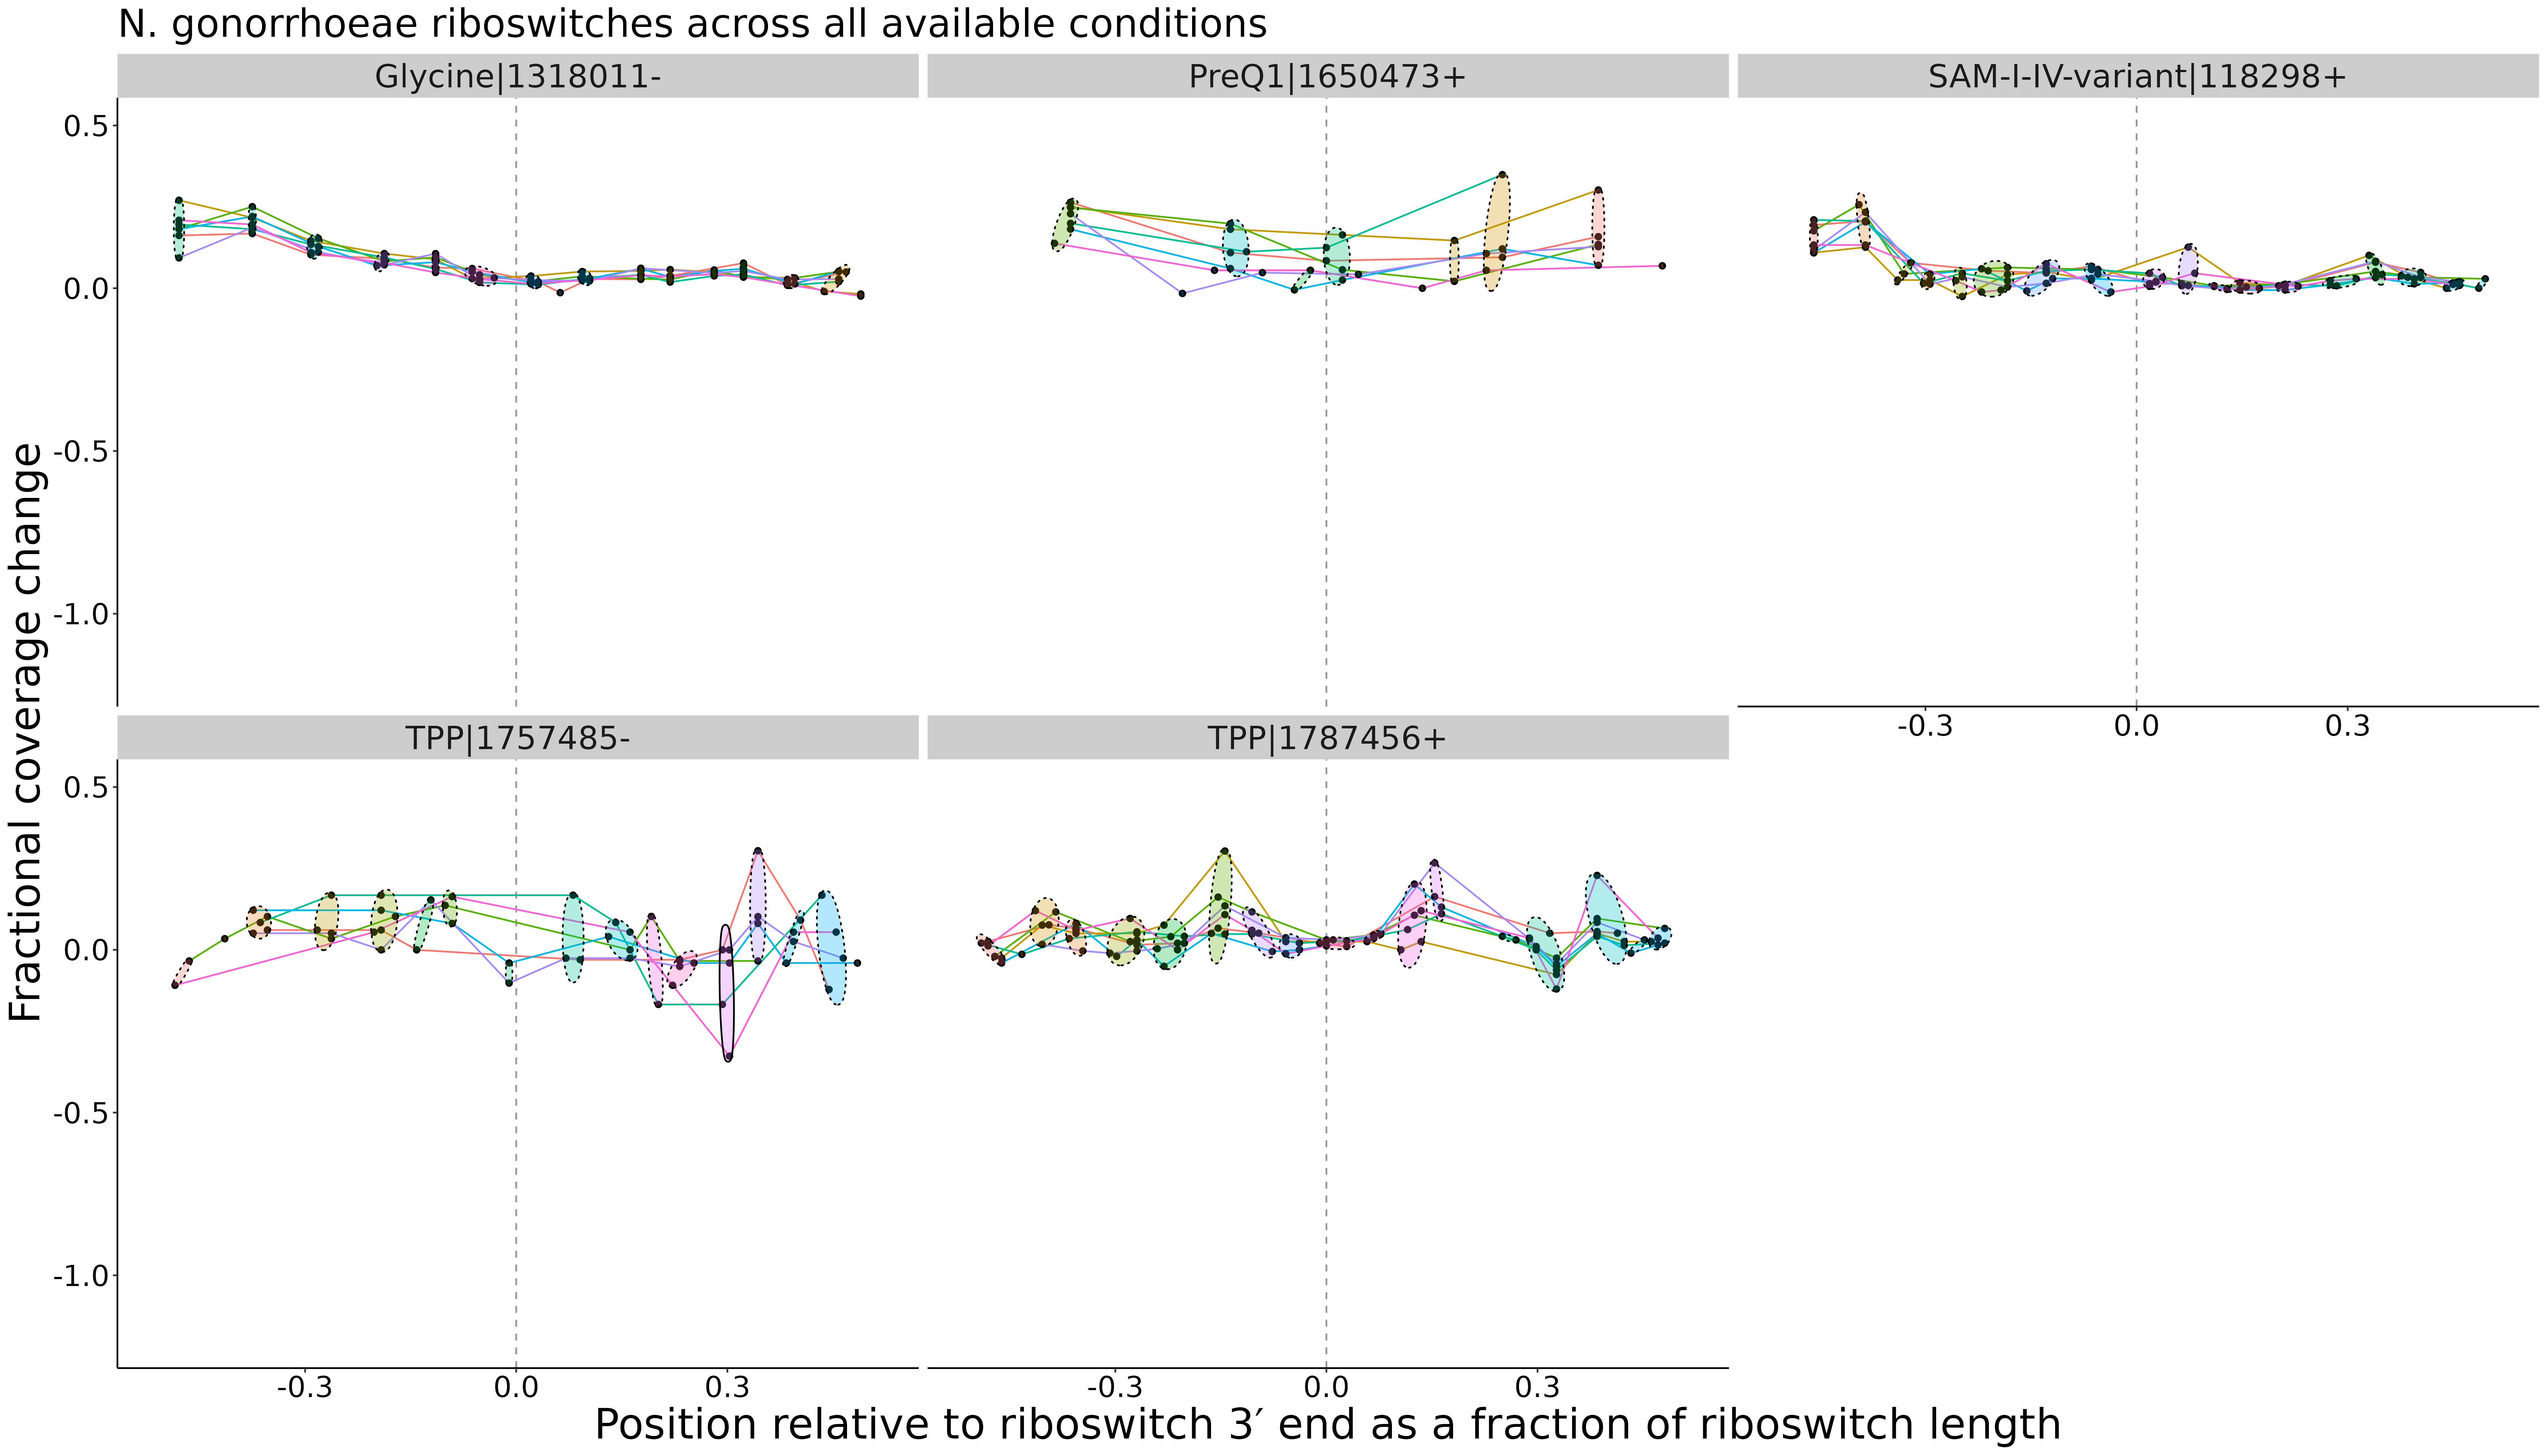 N. gonorrhoeae riboswitches across all available conditions
Glycine|1318011-
PreQ1|1650473+
SAM-I-IV-variant|118298+
0.5
0.0
-0.5
-1.0
-0.3 0.0 0.3
TPP|1757485-
TPP|1787456+
0.5
0.0
-0.5
-1.0
-0.3 0.0 0.3
-0.3 0.0 0.3
Fractional coverage change
Position relative to riboswitch 3′ end as a fraction of riboswitch length